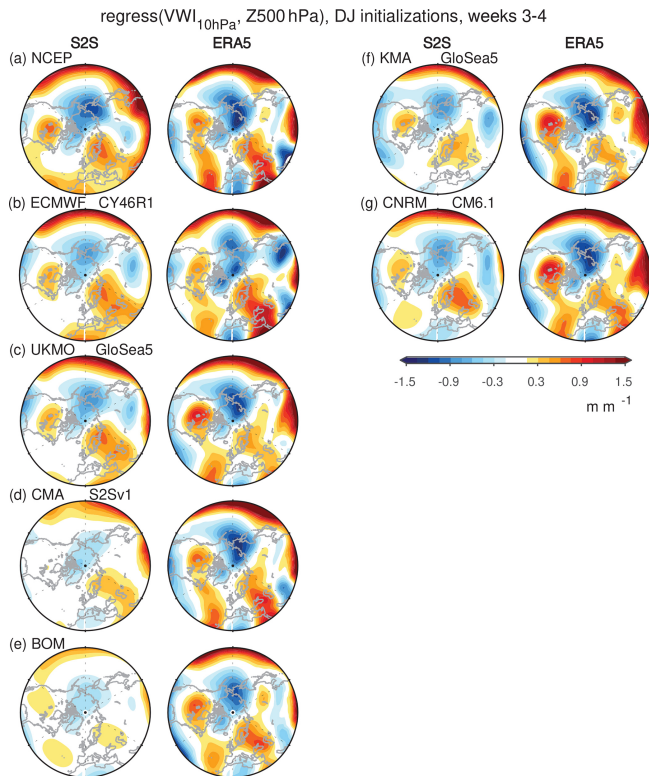 regress(VWI10hPa, Z500 hPa), DJ initializations, weeks 3-4
S2S ERA5 S2S ERA5
(a) NCEP
(f) KMA GloSea5
(b) ECMWF CY46R1
(g) CNRM CM6.1
-1.5 -0.9 -0.3 0.3 0.9 1.5
m m -1
(c) UKMO GloSea5
(d) CMA S2Sv1
(e) BOM